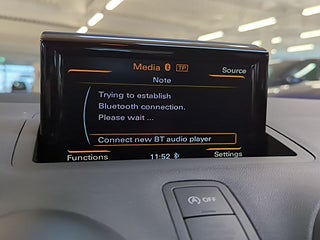 Media TP
Source
Note
Trying to establish
Bluetooth connection.
Please wait ...
Connect new BT audio player
Functions
11:52
Settings
A OFF